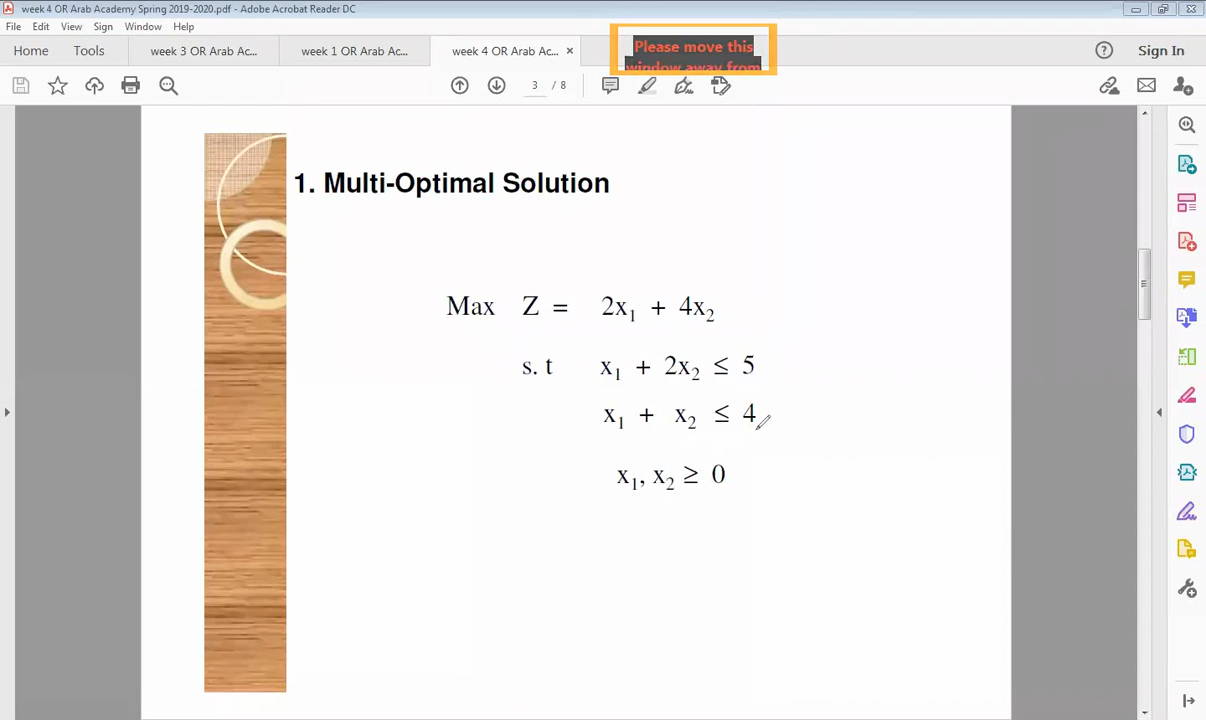 week 4 OR Arab Academy Spring 2019-2020.pdf - Adobe Acrobat Reader DC
File Edit View Sign Window Help
Home Tools week 3 OR Arab Ac... week 1 OR Arab Ac... week 4 OR Arab Ac... × Please move this window away from Sign In
3 / 8
1. Multi-Optimal Solution
Max Z = 2x₁ + 4x₂
s. t x₁ + 2x₂ ≤ 5
x₁ + x₂ ≤ 4
x₁, x₂ ≥ 0